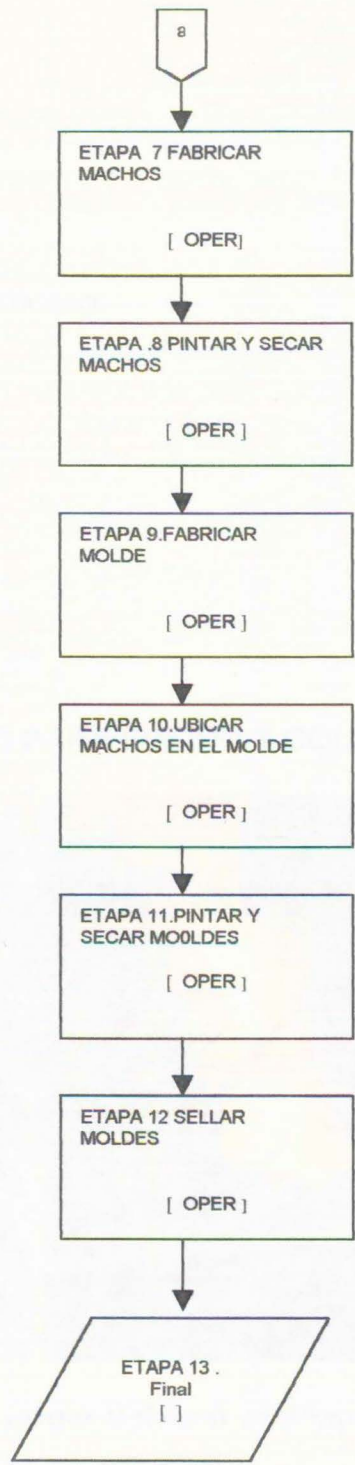 a
ETAPA 7 FABRICAR
MACHOS
[ OPER]
ETAPA .8 PINTAR Y SECAR
MACHOS
[ OPER ]
ETAPA 9.FABRICAR
MOLDE
[ OPER ]
ETAPA 10.UBICAR
MACHOS EN EL MOLDE
[ OPER ]
ETAPA 11.PINTAR Y
SECAR MO0LDES
[ OPER ]
ETAPA 12 SELLAR
MOLDES
[ OPER ]
ETAPA 13 .
Final
[ ]